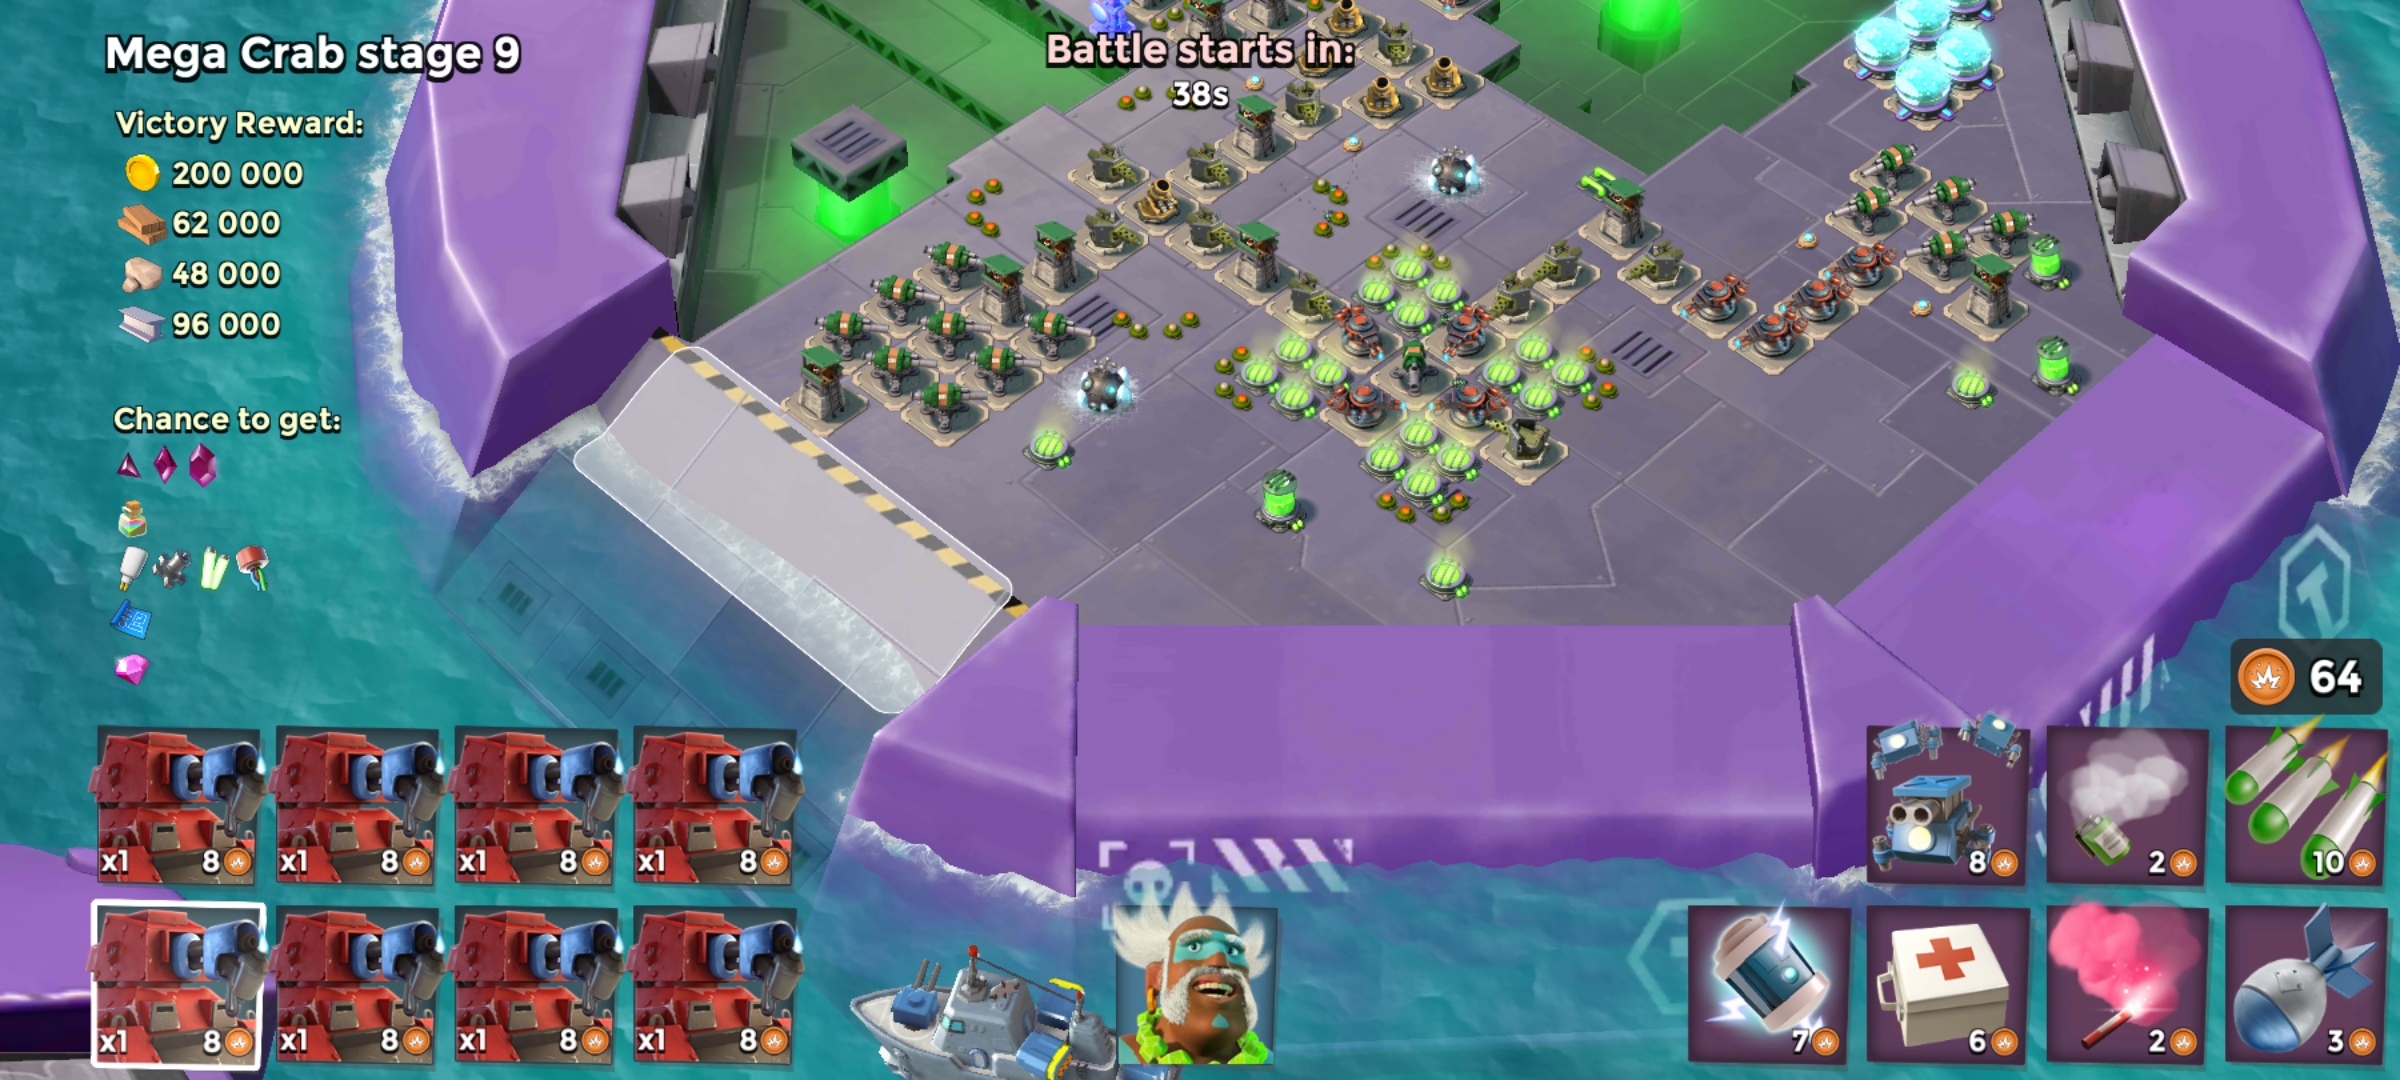 Mega Crab stage 9
Battle starts in:
38s
Victory Reward:
200 000
62 000
48 000
96 000
Chance to get:
64
x1 8
x1 8
x1 8
x1 8
8
2
10
x1 8
x1 8
x1 8
x1 8
7
6
2
3